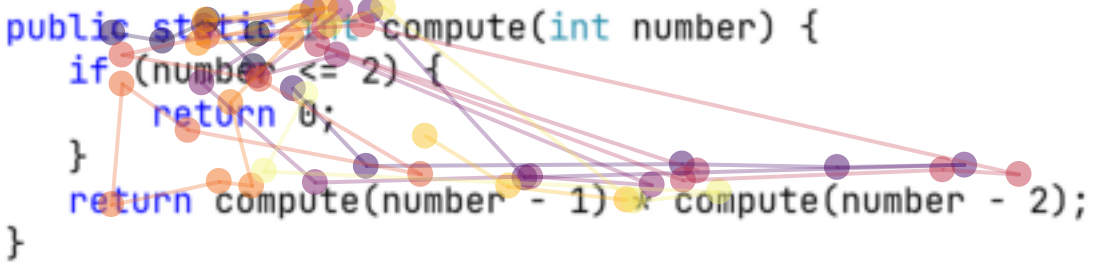 public static int compute(int number) {
    if (number <= 2) {
        return 0;
    }
    return compute(number - 1) * compute(number - 2);
}